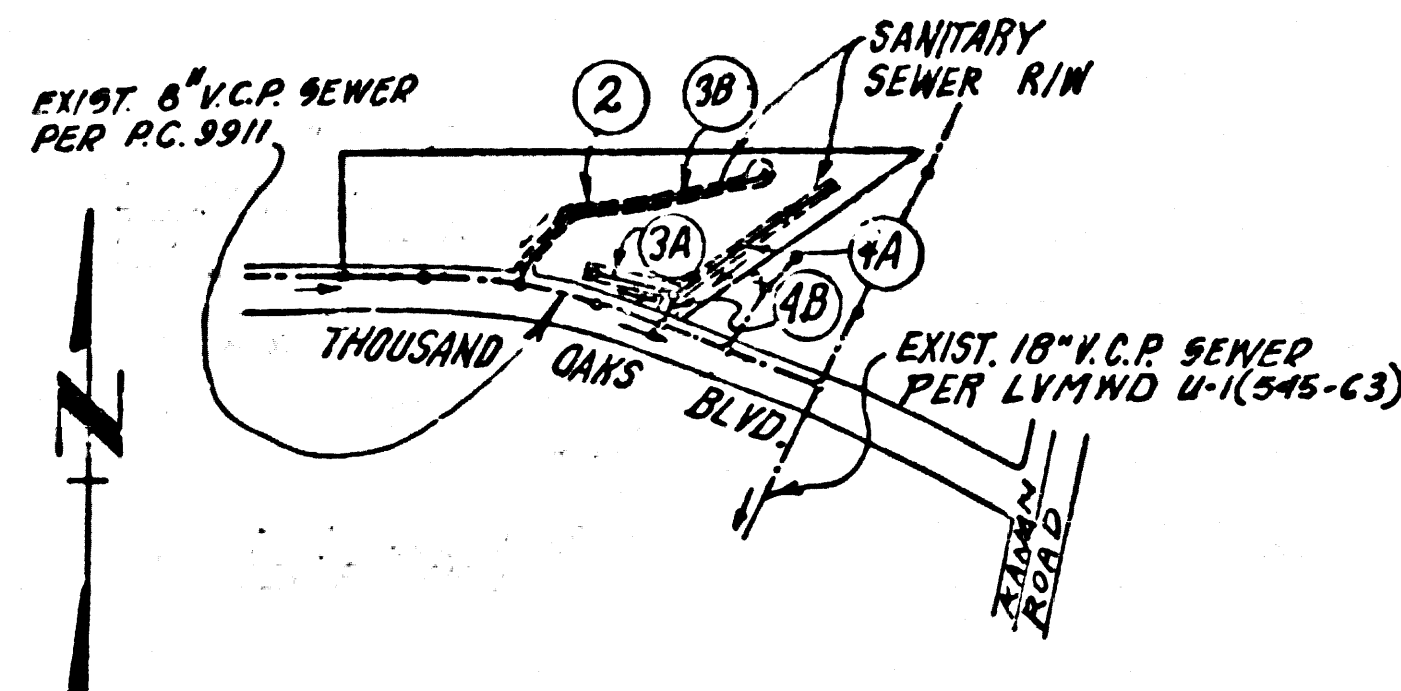 EXIST. 8" V.C.P. SEWER
PER P.C. 9911
2
3B
SANITARY
SEWER R/W
3A
4A
4B
THOUSAND OAKS BLVD.
EXIST. 18" V.C.P. SEWER
PER LVMWD U-1(545-63)
N
ROAD